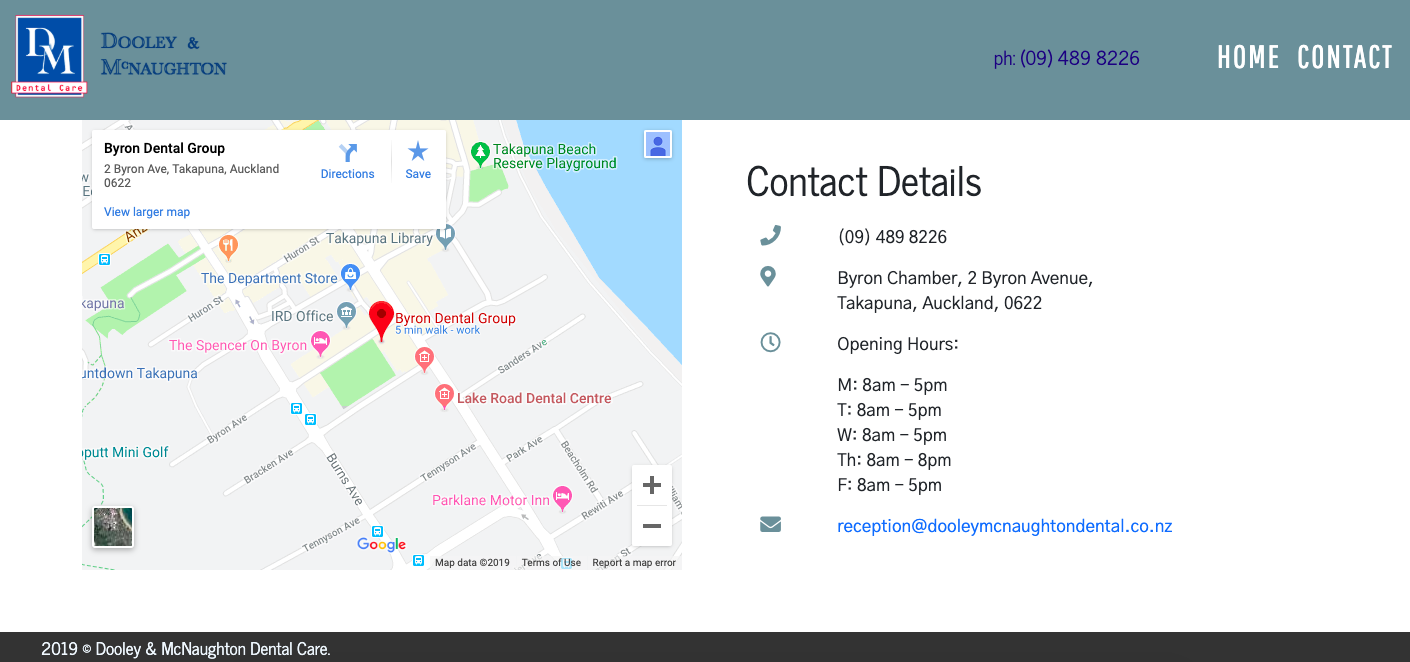 DM
Dental Care
DOOLEY &
McNAUGHTON
ph: (09) 489 8226
HOME CONTACT
Byron Dental Group
2 Byron Ave, Takapuna, Auckland
0622
View larger map
Directions
Save
Takapuna Beach
Reserve Playground
Huron St
Takapuna Library
The Department Store
kapuna
Huron St
IRD Office
Byron Dental Group
5 min walk - work
The Spencer On Byron
Sanders Ave
untdown Takapuna
Lake Road Dental Centre
Byron Ave
putt Mini Golf
Bracken Ave
Burns Ave
Tennyson Ave
Park Ave
Beachholm Rd
Parklane Motor Inn
Rewiti Ave
Tennyson Ave
Google
Map data ©2019
Terms of Use
Report a map error
Contact Details
(09) 489 8226
Byron Chamber, 2 Byron Avenue,
Takapuna, Auckland, 0622
Opening Hours:
M: 8am – 5pm
T: 8am – 5pm
W: 8am – 5pm
Th: 8am – 8pm
F: 8am – 5pm
reception@dooleymcnaughtondental.co.nz
2019 © Dooley & McNaughton Dental Care.